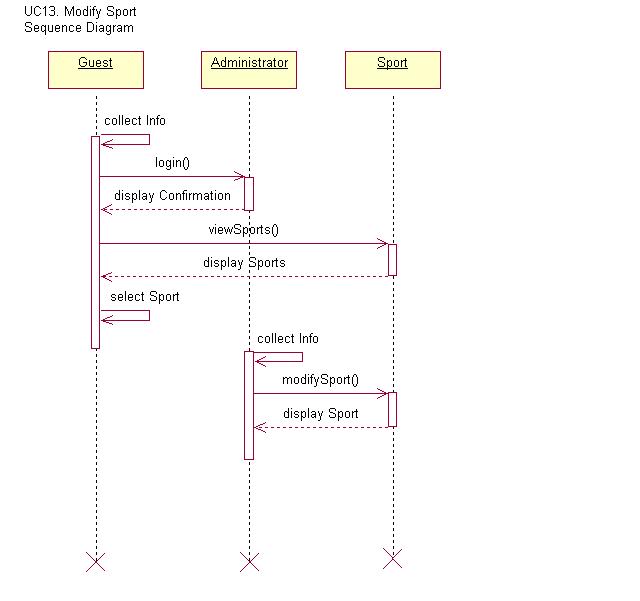 UC13. Modify Sport
Sequence Diagram
Guest
Administrator
Sport
collect Info
login()
display Confirmation
viewSports()
display Sports
select Sport
collect Info
modifySport()
display Sport